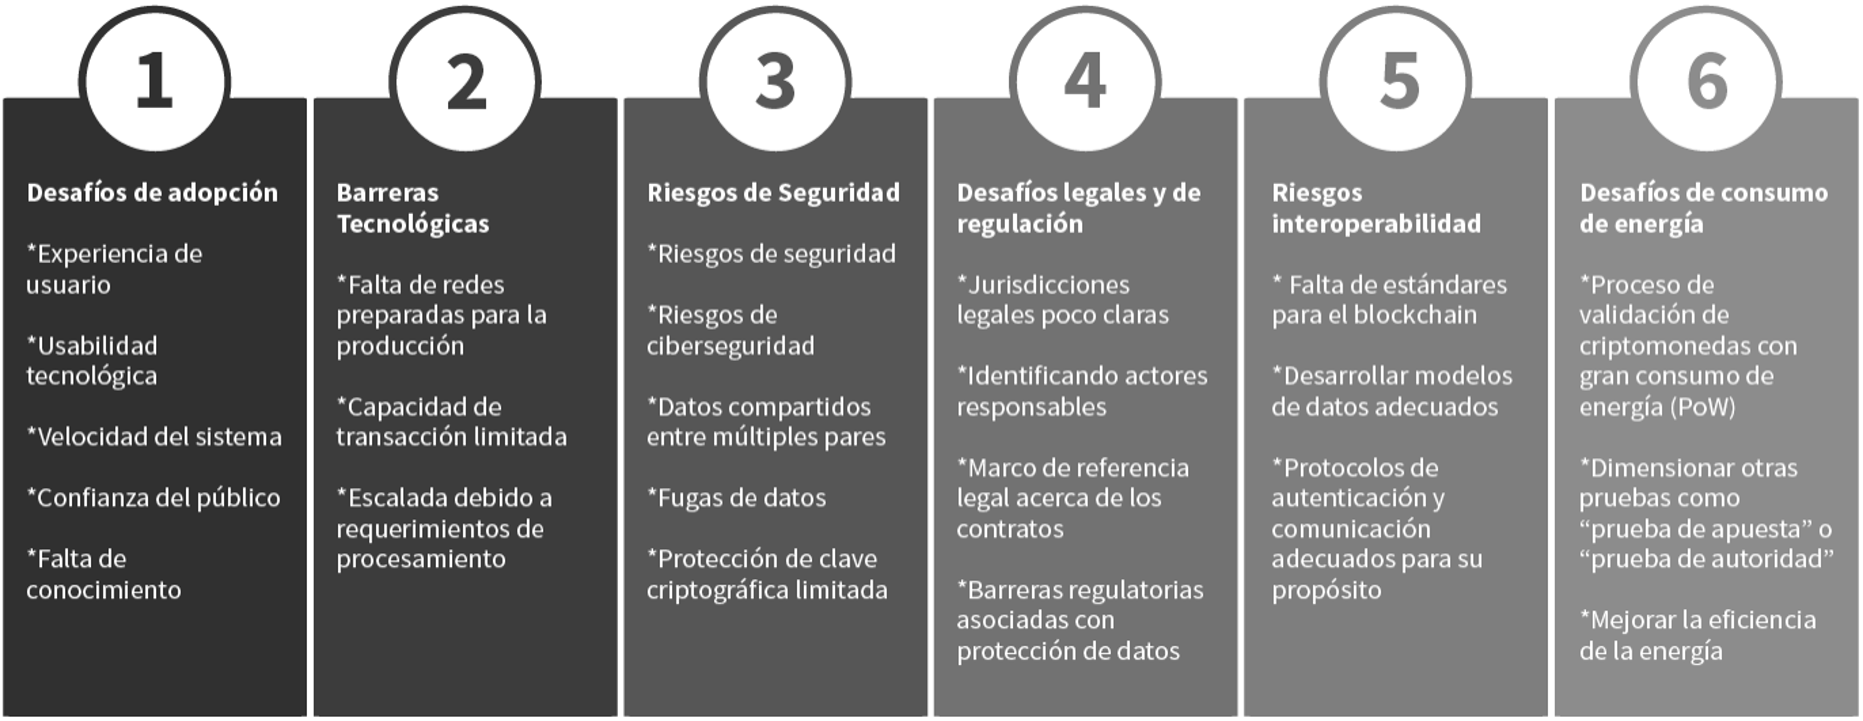 1
Desafíos de adopción
*Experiencia de
usuario
*Usabilidad
tecnológica
*Velocidad del sistema
*Confianza del público
*Falta de
conocimiento
2
Barreras
Tecnológicas
*Falta de redes
preparadas para la
producción
*Capacidad de
transacción limitada
*Escalada debido a
requerimientos de
procesamiento
3
Riesgos de Seguridad
*Riesgos de seguridad
*Riesgos de
ciberseguridad
*Datos compartidos
entre múltiples pares
*Fugas de datos
*Protección de clave
criptográfica limitada
4
Desafíos legales y de
regulación
*Jurisdicciones
legales poco claras
*Identificando actores
responsables
*Marco de referencia
legal acerca de los
contratos
*Barreras regulatorias
asociadas con
protección de datos
5
Riesgos
interoperabilidad
* Falta de estándares
para el blockchain
*Desarrollar modelos
de datos adecuados
*Protocolos de
autenticación y
comunicación
adecuados para su
propósito
6
Desafíos de consumo
de energía
*Proceso de
validación de
criptomonedas con
gran consumo de
energía (PoW)
*Dimensionar otras
pruebas como
“prueba de apuesta” o
“prueba de autoridad”
*Mejorar la eficiencia
de la energía